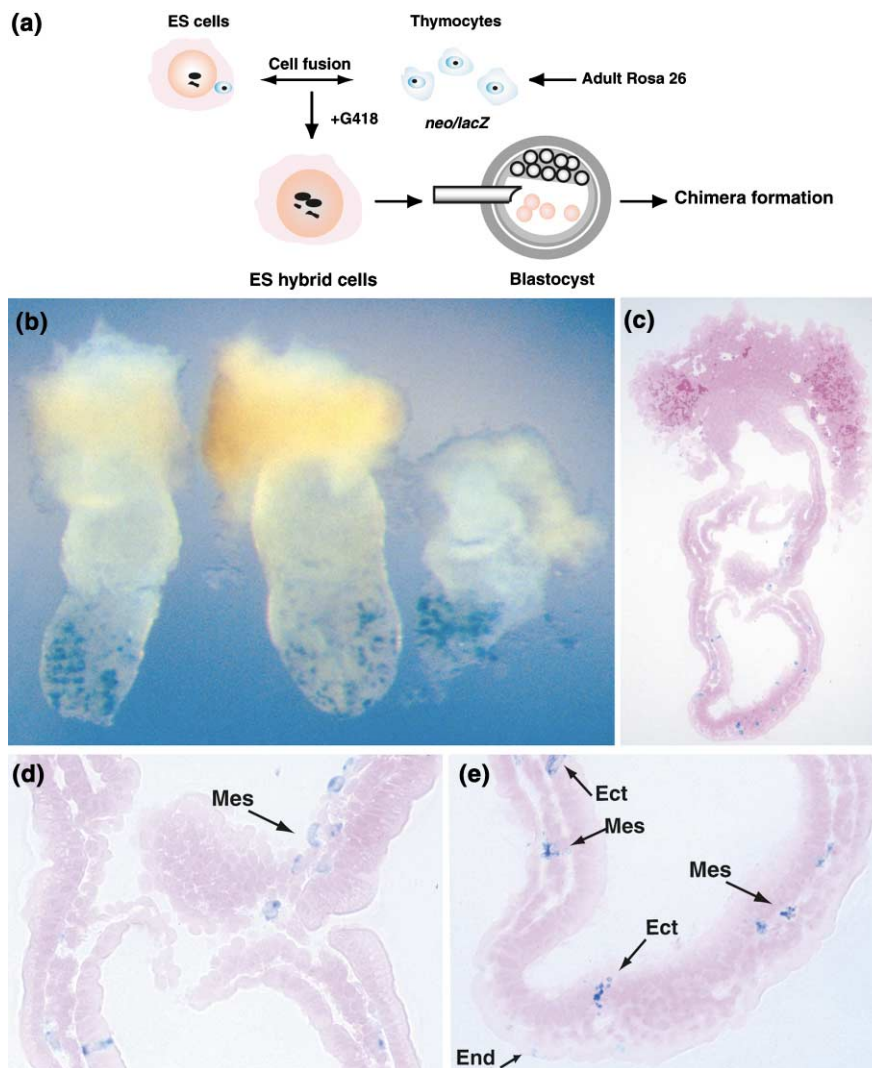 (a)
ES cells
Thymocytes
Cell fusion
Adult Rosa 26
+G418
neo/lacZ
Chimera formation
ES hybrid cells
Blastocyst
(b)
(c)
(d)
Mes
(e)
Ect
Mes
Mes
Ect
End